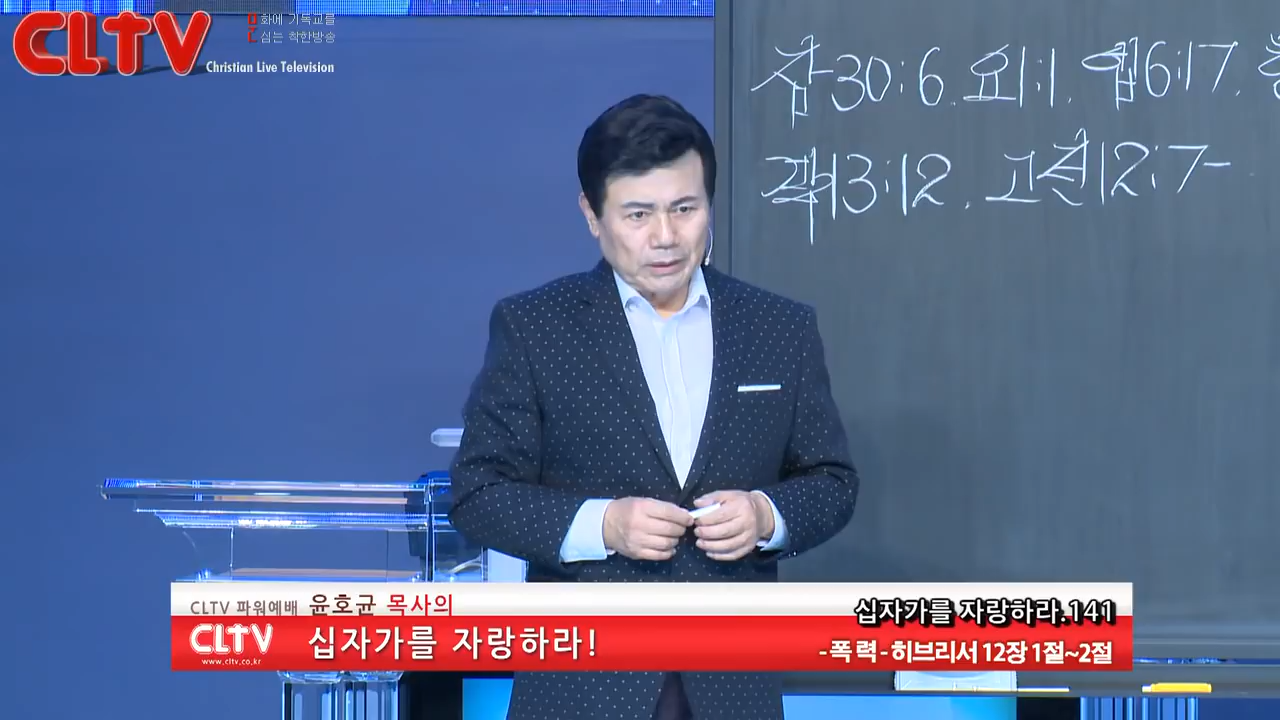 CLTV
문화에 기독교를
심는 착한방송
Christian Live Television
잠30:6. 요1:1. 엡6:17.
막13:12. 고전12:7-
CLTV 파워예배 윤호균 목사의
십자가를 자랑하라.141
CLTV
www.cltv.co.kr
십자가를 자랑하라!
-폭력-히브리서 12장 1절~2절